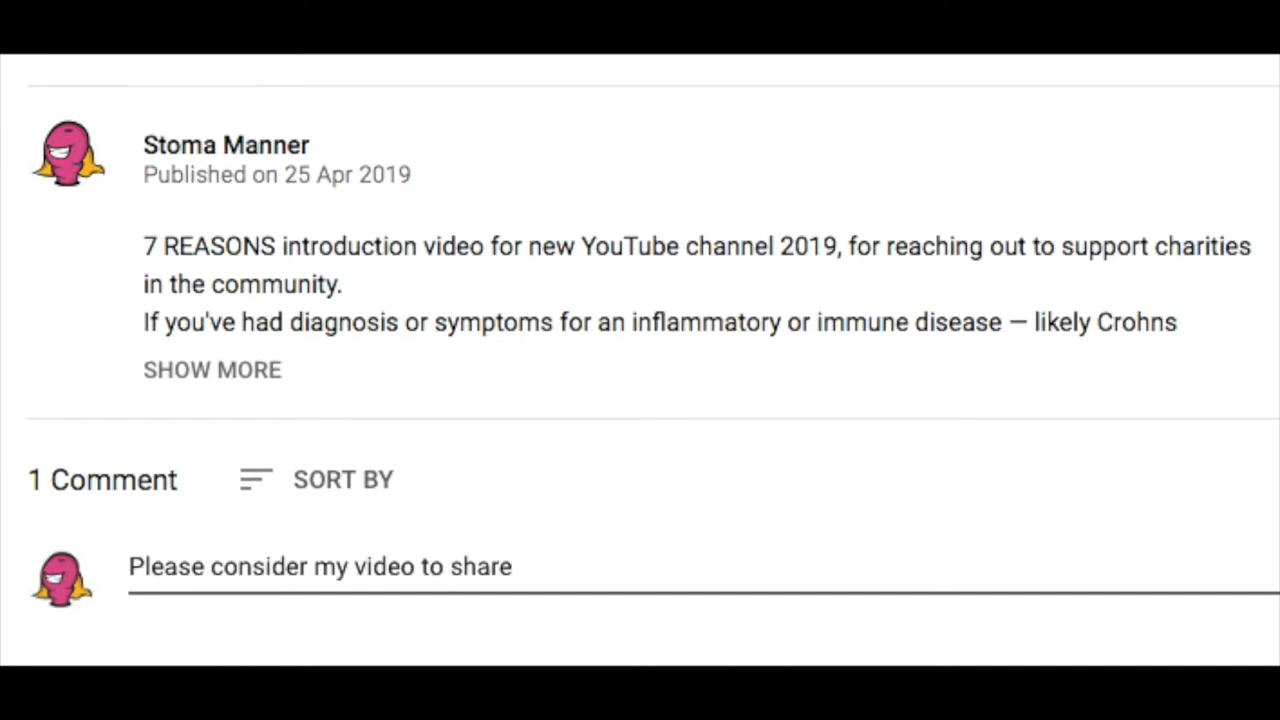 Stoma Manner
Published on 25 Apr 2019
7 REASONS introduction video for new YouTube channel 2019, for reaching out to support charities
in the community.
If you've had diagnosis or symptoms for an inflammatory or immune disease — likely Crohns
SHOW MORE
1 Comment SORT BY
Please consider my video to share